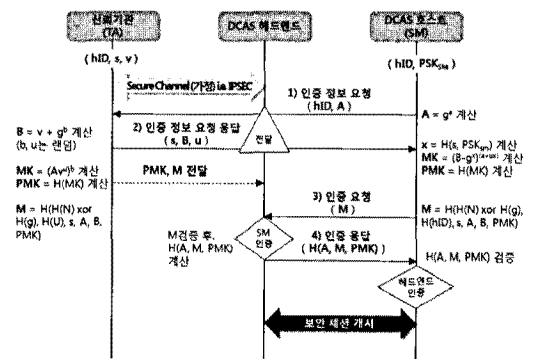 신뢰기관
(TA)
DCAS 헤드엔드
DCAS 호스트
(SM)
( hID, s, v )
( hID, PSK
Secure Channel (가정) i.e IPSEC
1) 인증 정보 요청
( hID, A )
A = gᵃ 계산
B = v + gᵇ 계산
(b, u는 랜덤)
2) 인증 정보 요청 응답
( s, B, u )
전달
x = H(s, PSK 계산
MK = (B-gˣ)⁽ᵃ⁺ᵘˣ⁾ 계산
PMK = H(MK) 계산
MK = (Avᵘ)ᵇ 계산
PMK = H(MK) 계산
PMK, M 전달
3) 인증 요청
( M )
M = H(H(N) xor
H(g), H(U), s, A, B,
PMK)
M = H(H(N) xor H(g),
H(hID), s, A, B, PMK)
M검증 후,
H(A, M, PMK)
계산
SM
인증
4) 인증 응답
( H(A, M, PMK) )
H(A, M, PMK) 검증
헤드엔드
인증
보안 세션 개시